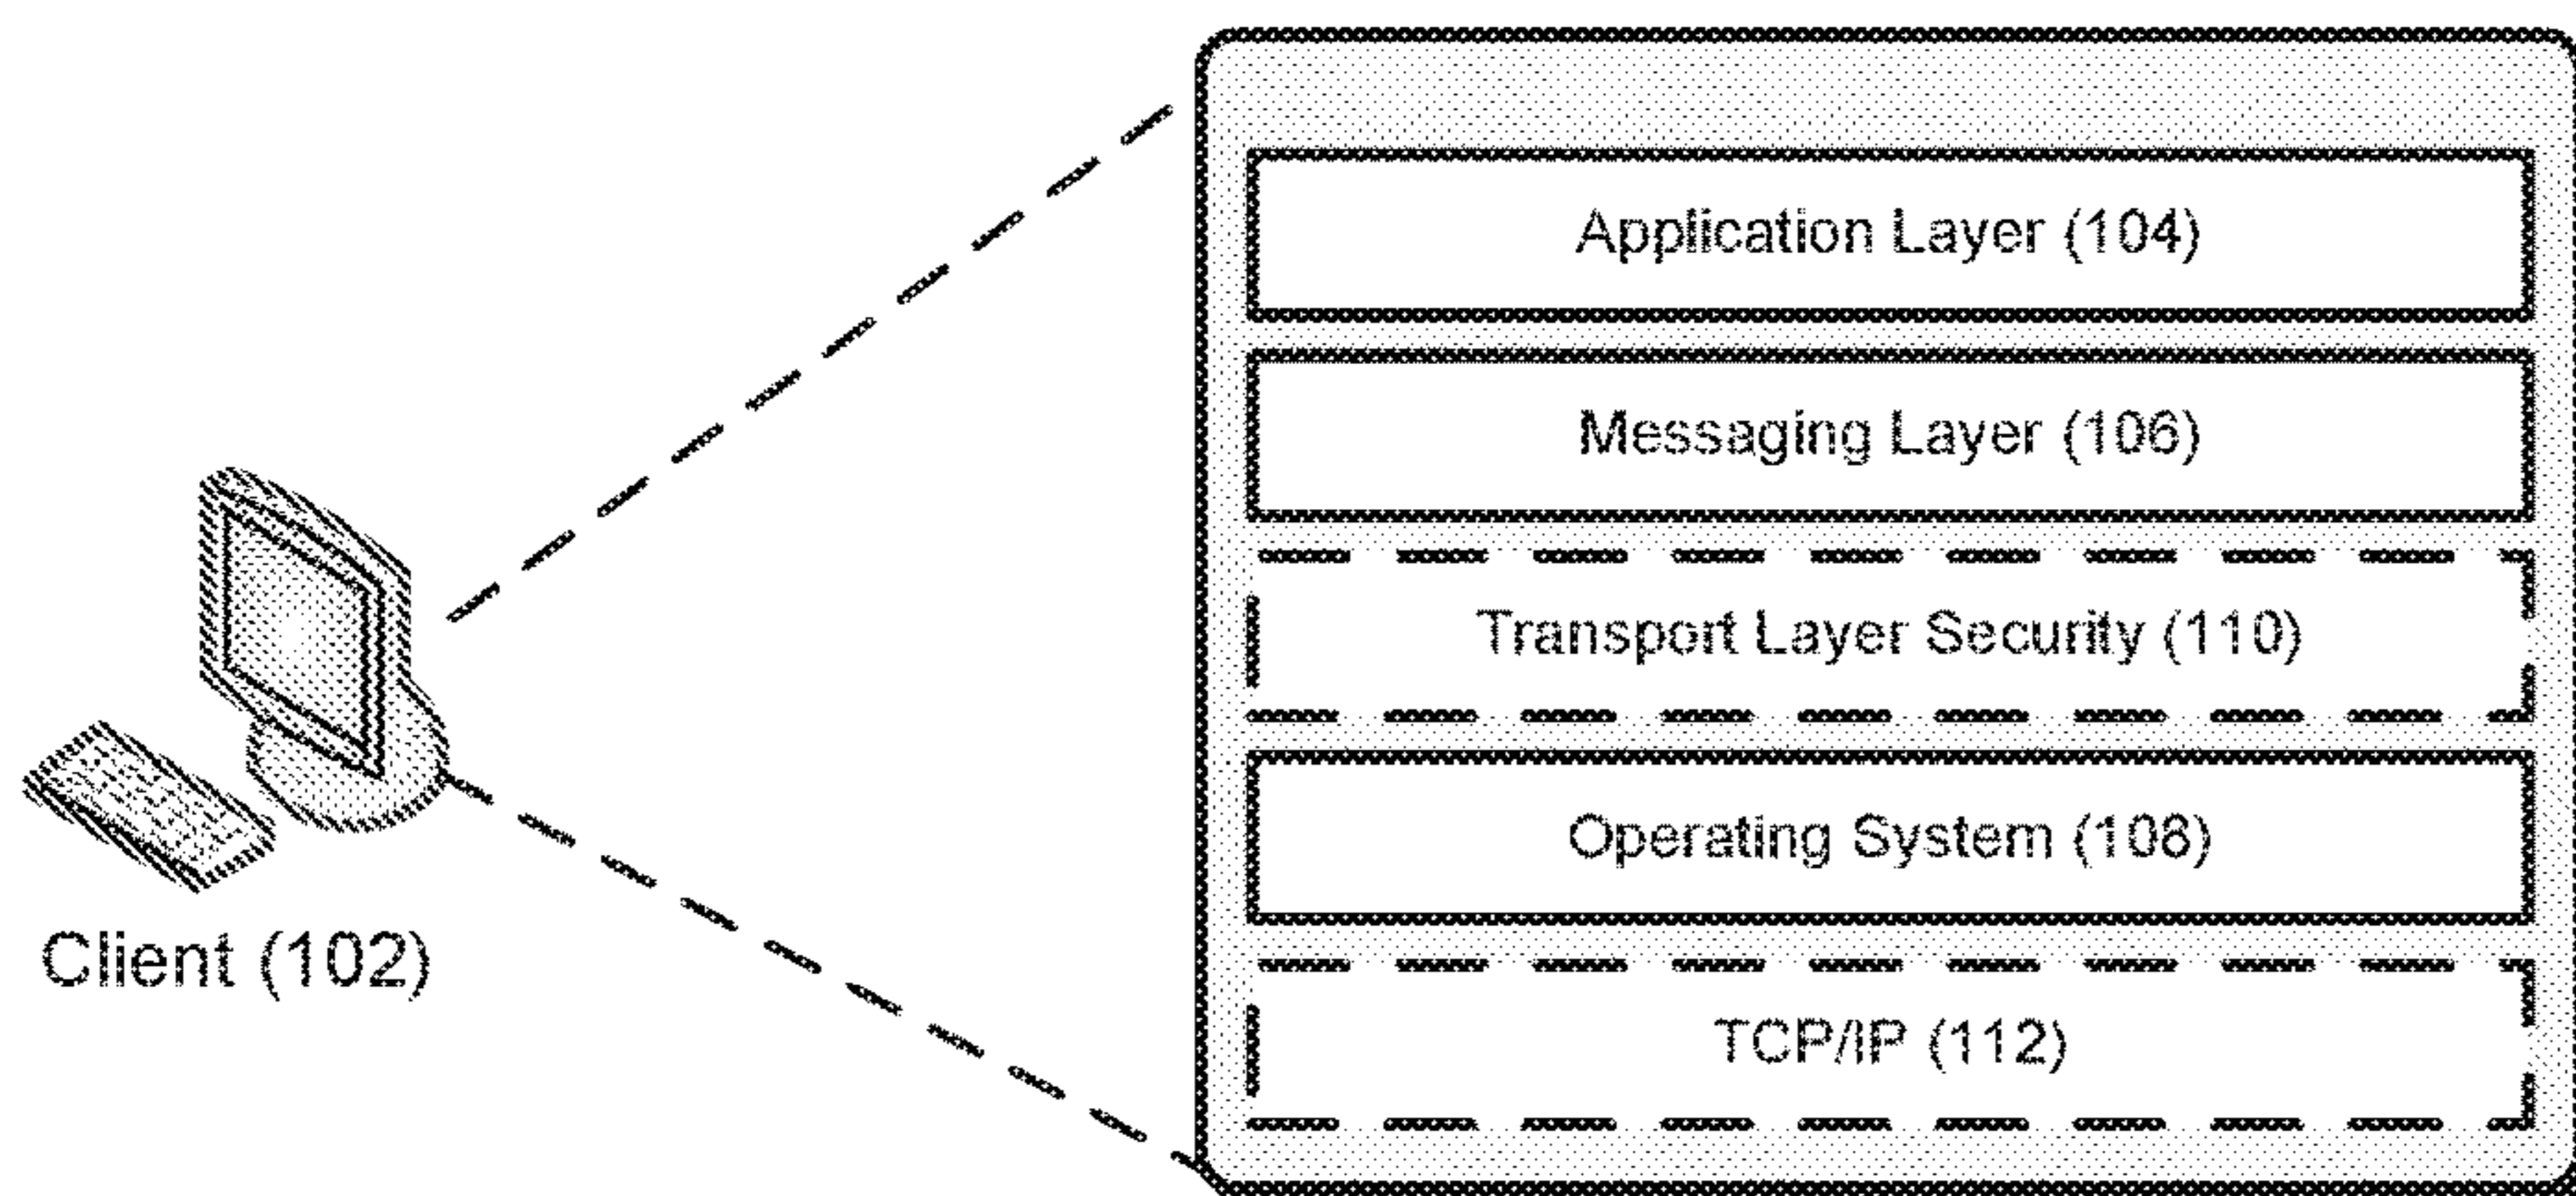 Application Layer (104)
Messaging Layer (106)
Transport Layer Security (110)
Operating System (108)
TCP/IP (112)
Client (102)